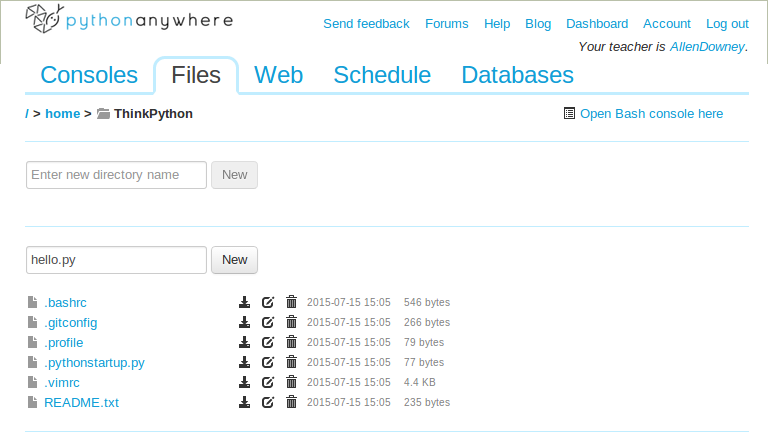 pythonanywhere
Send feedback Forums Help Blog Dashboard Account Log out
Your teacher is AllenDowney.
Consoles Files Web Schedule Databases
/ > home > ThinkPython Open Bash console here
Enter new directory name New
hello.py New
.bashrc 2015-07-15 15:05 546 bytes
.gitconfig 2015-07-15 15:05 266 bytes
.profile 2015-07-15 15:05 79 bytes
.pythonstartup.py 2015-07-15 15:05 77 bytes
.vimrc 2015-07-15 15:05 4.4 KB
README.txt 2015-07-15 15:05 235 bytes